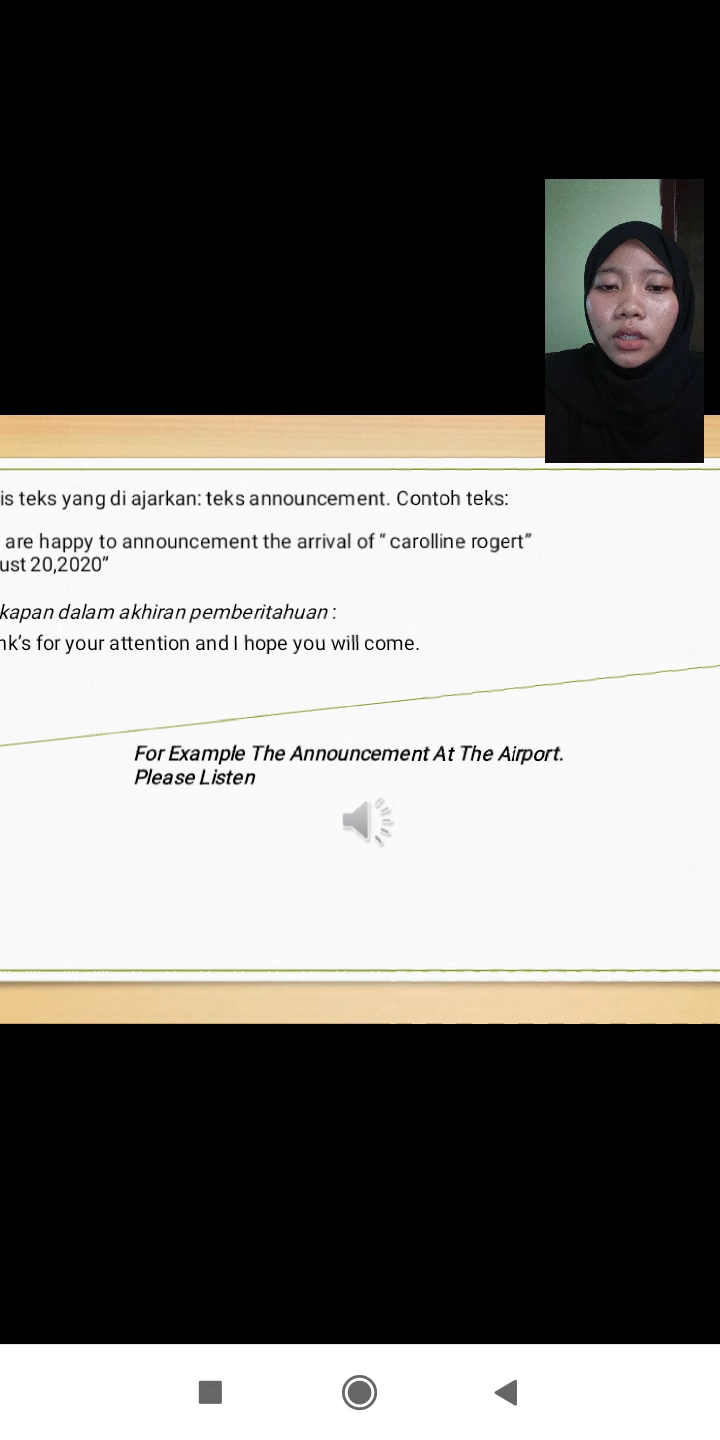 is teks yang di ajarkan: teks announcement. Contoh teks:
are happy to announcement the arrival of “ carolline rogert”
ust 20,2020”
kapan dalam akhiran pemberitahuan :
nk’s for your attention and I hope you will come.
For Example The Announcement At The Airport.
Please Listen